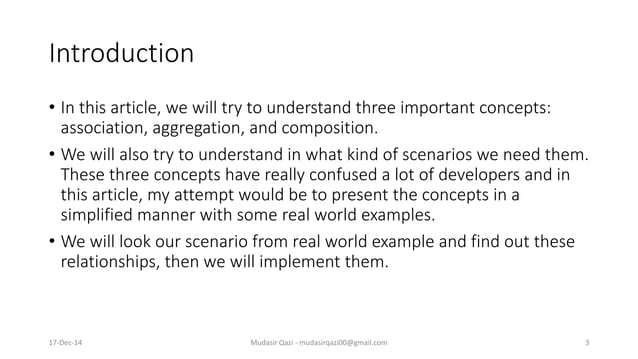 Introduction
• In this article, we will try to understand three important concepts:
association, aggregation, and composition.
• We will also try to understand in what kind of scenarios we need them.
These three concepts have really confused a lot of developers and in
this article, my attempt would be to present the concepts in a
simplified manner with some real world examples.
• We will look our scenario from real world example and find out these
relationships, then we will implement them.
17-Dec-14
Mudasir Qazi - mudasirqazi00@gmail.com
3